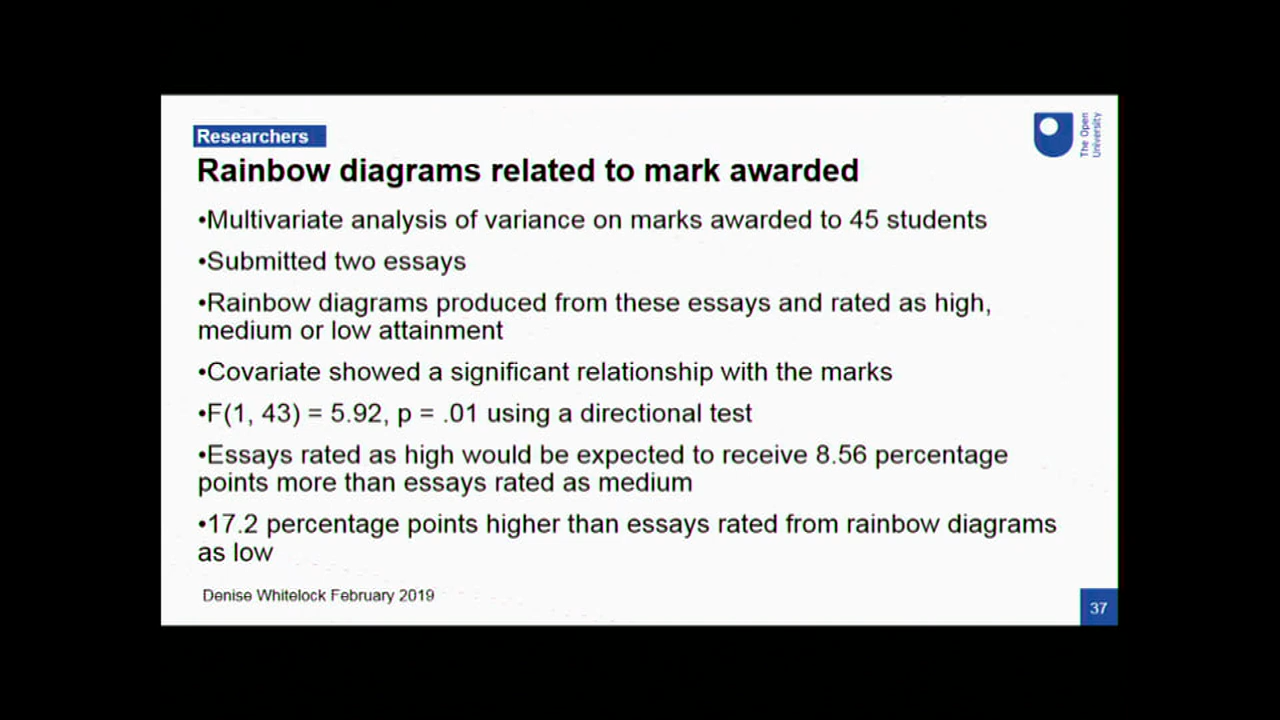 Researchers
Rainbow diagrams related to mark awarded
The Open
University
•Multivariate analysis of variance on marks awarded to 45 students
•Submitted two essays
•Rainbow diagrams produced from these essays and rated as high,
medium or low attainment
•Covariate showed a significant relationship with the marks
•F(1, 43) = 5.92, p = .01 using a directional test
•Essays rated as high would be expected to receive 8.56 percentage
points more than essays rated as medium
•17.2 percentage points higher than essays rated from rainbow diagrams
as low
Denise Whitelock February 2019
37